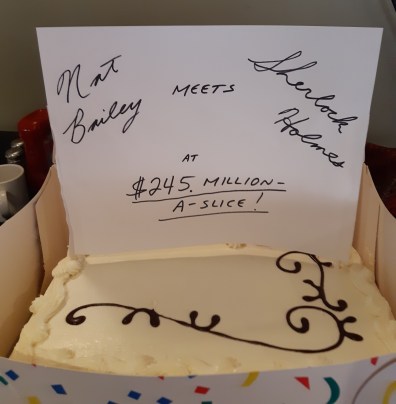 Nat
Bailey
MEETS
Sherlock
Holmes
AT
$245. MILLION-
A-SLICE!